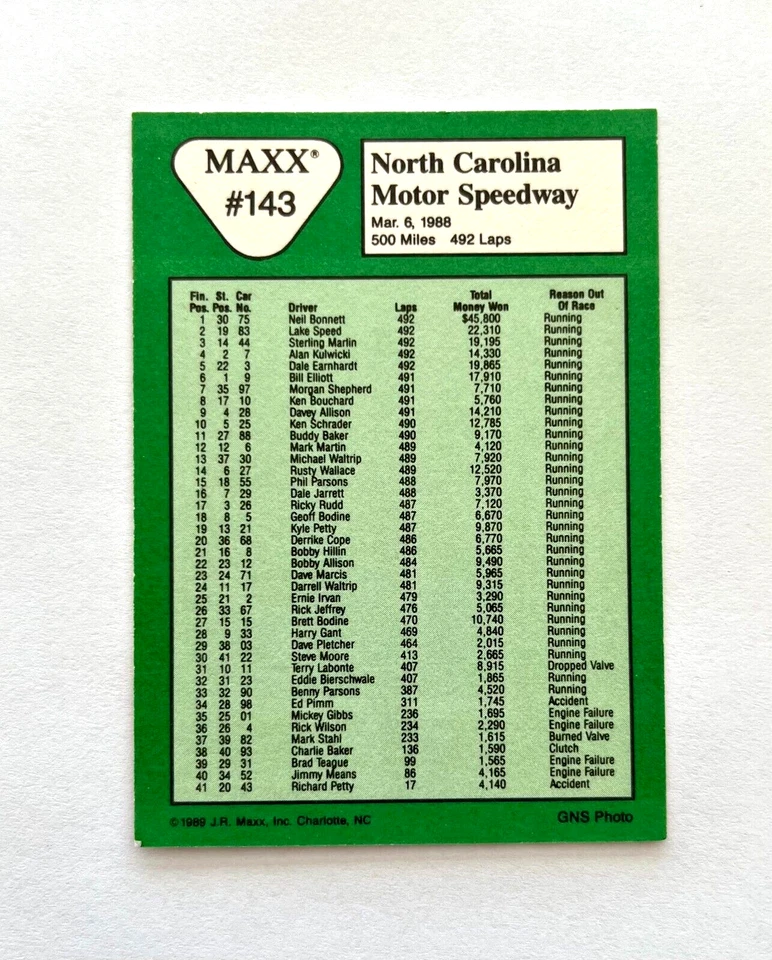 MAXX®
#143
North Carolina
Motor Speedway
Mar. 6, 1988
500 Miles 492 Laps
Fin. St. Car Total Reason Out
Pos. Pos. No. Driver Laps Money Won Of Race
1 30 75 Neil Bonnett 492 $45,800 Running
2 19 83 Lake Speed 492 22,310 Running
3 14 44 Sterling Marlin 492 19,195 Running
4 2 7 Alan Kulwicki 492 14,330 Running
5 22 3 Dale Earnhardt 492 19,865 Running
6 1 9 Bill Elliott 491 17,910 Running
7 35 97 Morgan Shepherd 491 7,710 Running
8 17 10 Ken Bouchard 491 5,760 Running
9 4 28 Davey Allison 491 14,210 Running
10 5 25 Ken Schrader 490 12,785 Running
11 27 88 Buddy Baker 490 9,170 Running
12 12 6 Mark Martin 489 4,120 Running
13 37 30 Michael Waltrip 489 7,920 Running
14 6 27 Rusty Wallace 489 12,520 Running
15 18 55 Phil Parsons 488 7,970 Running
16 7 29 Dale Jarrett 488 3,370 Running
17 3 26 Ricky Rudd 487 7,120 Running
18 8 5 Geoff Bodine 487 6,670 Running
19 13 21 Kyle Petty 487 9,870 Running
20 36 68 Derrike Cope 486 6,770 Running
21 16 8 Bobby Hillin 486 5,665 Running
22 23 12 Bobby Allison 484 9,490 Running
23 24 71 Dave Marcis 481 5,965 Running
24 11 17 Darrell Waltrip 481 9,315 Running
25 21 2 Ernie Irvan 479 3,290 Running
26 33 67 Rick Jeffrey 476 5,065 Running
27 15 15 Brett Bodine 470 10,740 Running
28 9 33 Harry Gant 469 4,840 Running
29 38 03 Dave Pletcher 464 2,015 Running
30 41 22 Steve Moore 413 2,665 Running
31 10 11 Terry Labonte 407 8,915 Dropped Valve
32 31 23 Eddie Bierschwale 407 1,865 Running
33 32 90 Benny Parsons 387 4,520 Running
34 28 98 Ed Pimm 311 1,745 Accident
35 25 01 Mickey Gibbs 236 1,695 Engine Failure
36 26 4 Rick Wilson 234 2,290 Engine Failure
37 39 82 Mark Stahl 233 1,615 Burned Valve
38 40 93 Charlie Baker 136 1,590 Clutch
39 29 31 Brad Teague 99 1,565 Engine Failure
40 34 52 Jimmy Means 86 4,165 Engine Failure
41 20 43 Richard Petty 17 4,140 Accident
©1989 J.R. Maxx, Inc. Charlotte, NC GNS Photo